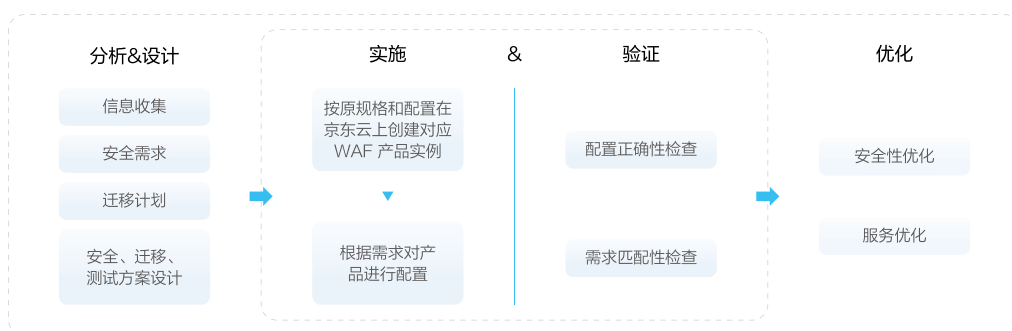 分析&设计
信息收集
安全需求
迁移计划
安全、迁移、
测试方案设计
实施
&
验证
按原规格和配置在
京东云上创建对应
WAF 产品实例
根据需求对产
品进行配置
配置正确性检查
需求匹配性检查
优化
安全性优化
服务优化